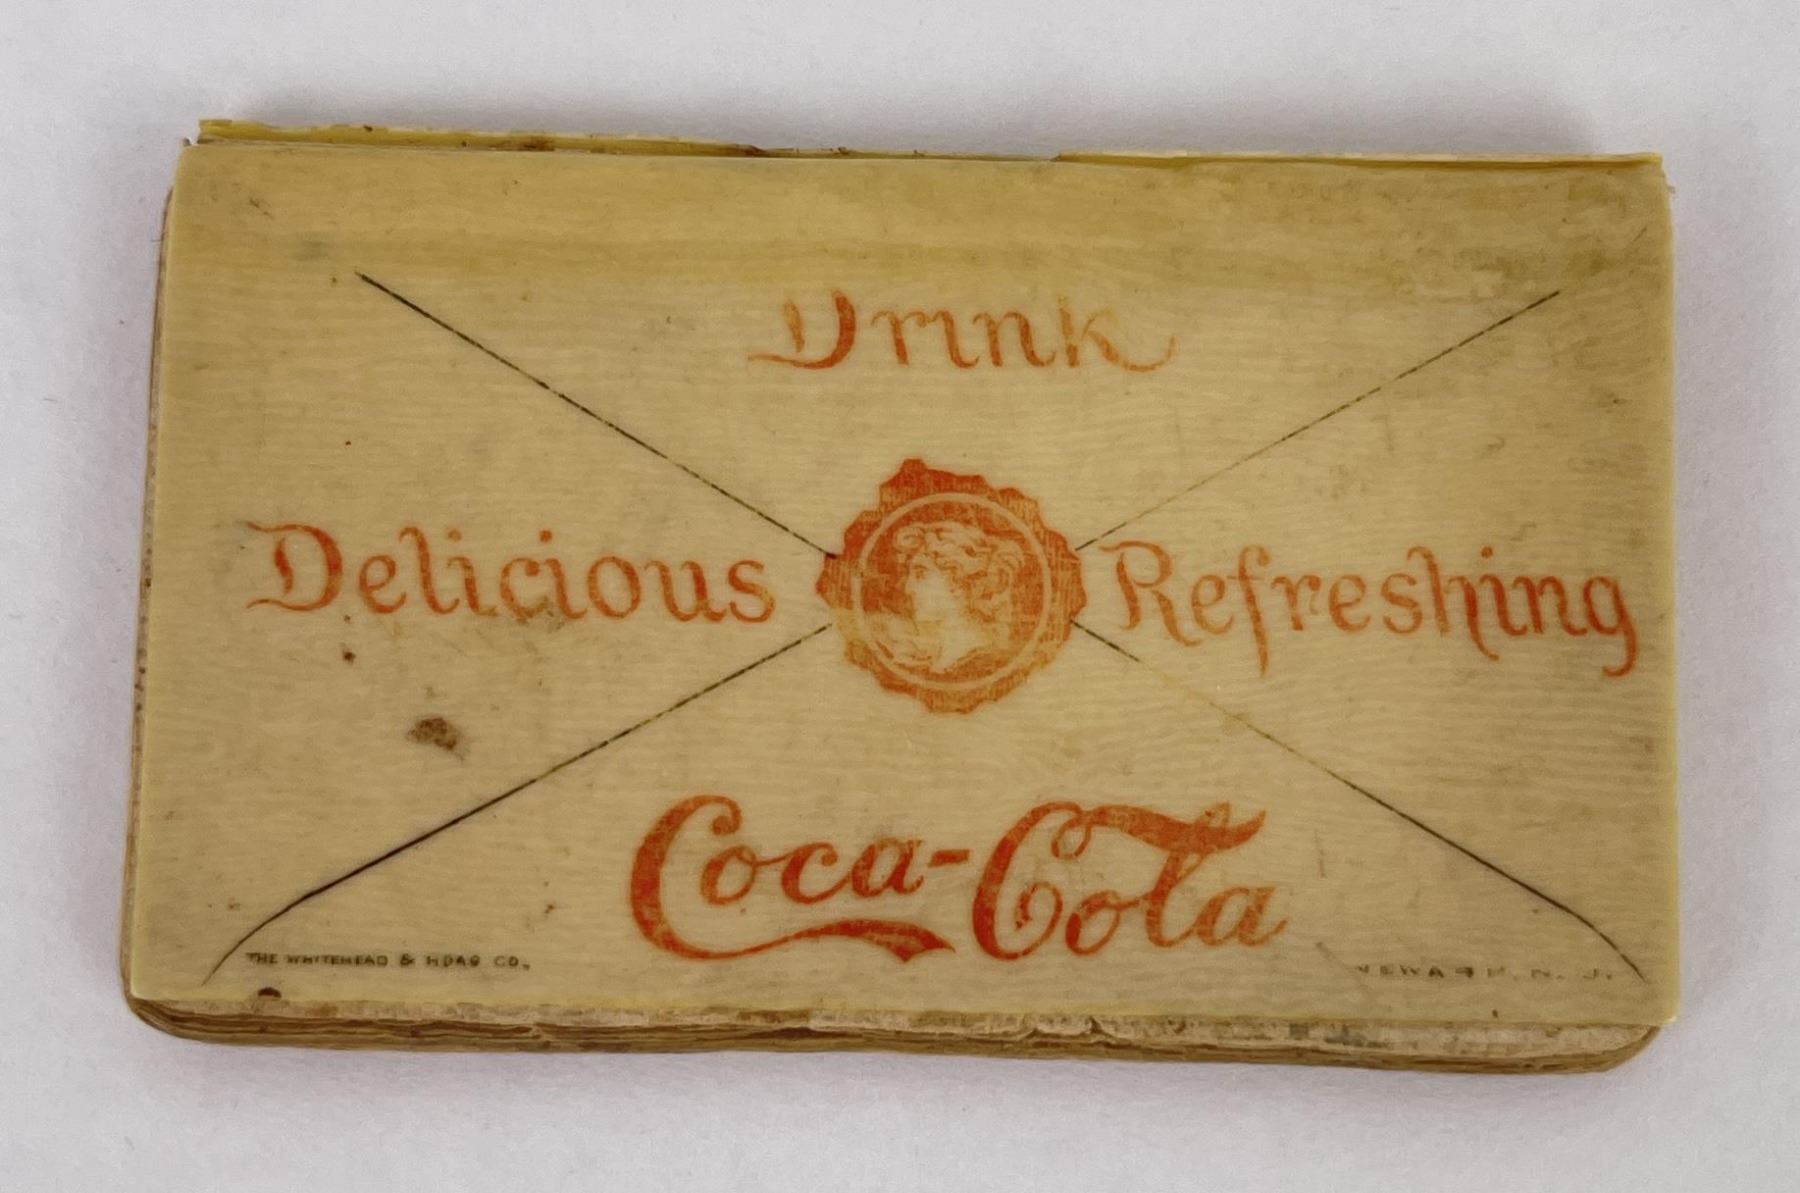 Drink
Delicious Refreshing
Coca-Cola
THE WHITEHEAD & HOAG CO., NEWARK, N. J.